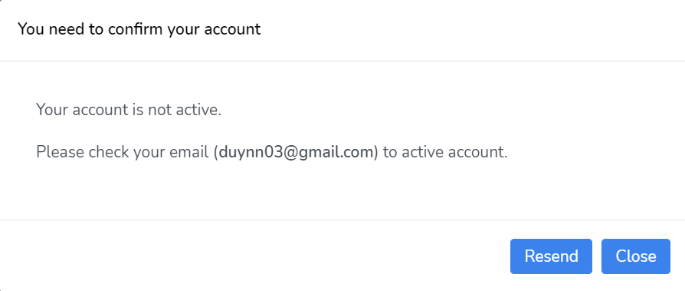 You need to confirm your account
Your account is not active.
Please check your email (duynn03@gmail.com) to active account.
Resend Close